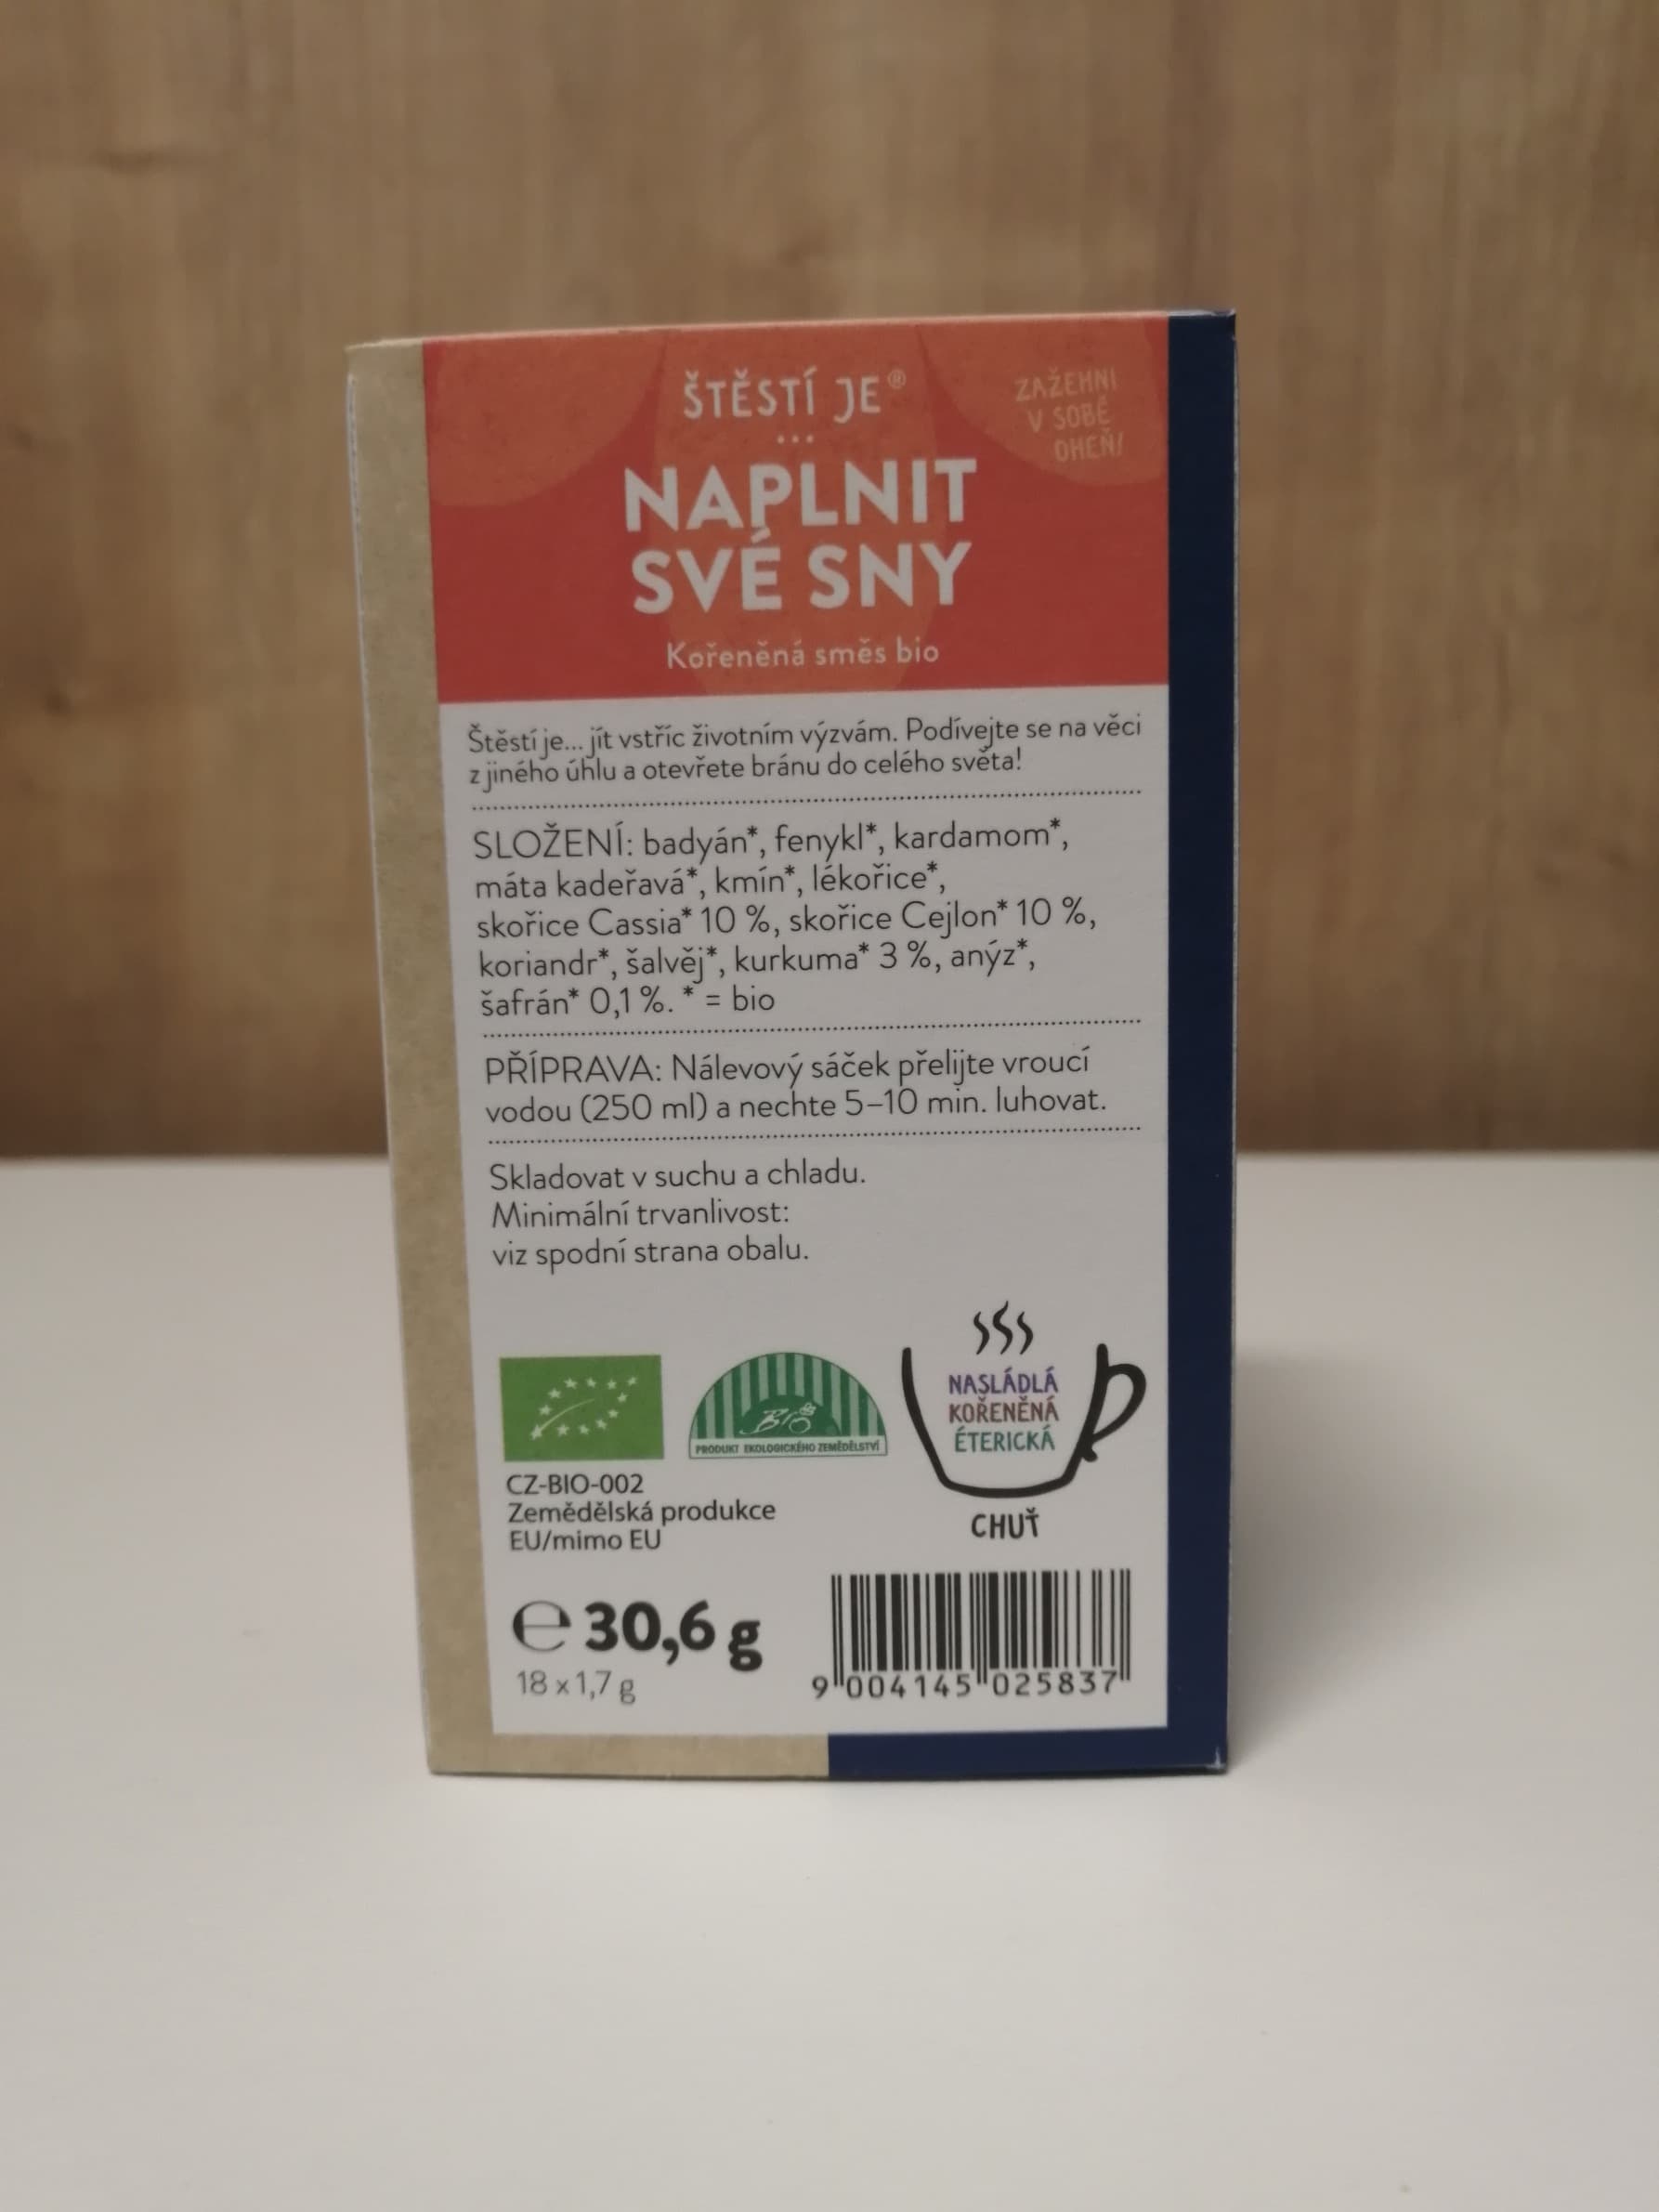 ŠTĚSTÍ JE®
...
ZAŽEHNI
V SOBĚ
OHEŇ!
NAPLNIT
SVÉ SNY
Kořeněná směs bio
Štěstí je... jít vstříc životním výzvám. Podívejte se na věci
z jiného úhlu a otevřete bránu do celého světa!
SLOŽENÍ: badyán*, fenykl*, kardamom*,
máta kadeřavá*, kmín*, lékořice*,
skořice Cassia* 10 %, skořice Cejlon* 10 %,
koriandr*, šalvěj*, kurkuma* 3 %, anýz*,
šafrán* 0,1 %. * = bio
PŘÍPRAVA: Nálevový sáček přelijte vroucí
vodou (250 ml) a nechte 5–10 min. luhovat.
Skladovat v suchu a chladu.
Minimální trvanlivost:
viz spodní strana obalu.
NASLÁDLÁ
KOŘENĚNÁ
ÉTERICKÁ
CHUŤ
BIO
PRODUKT EKOLOGICKÉHO ZEMĚDĚLSTVÍ
CZ-BIO-002
Zemědělská produkce
EU/mimo EU
℮ 30,6 g
18 x 1,7 g
9 004145 025837